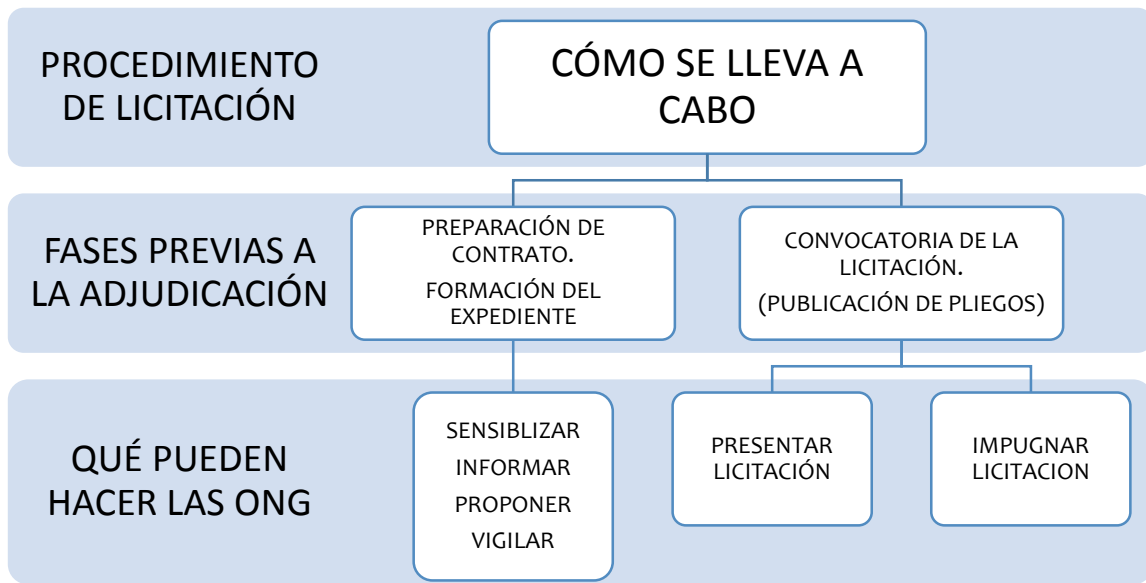 PROCEDIMIENTO
DE LICITACIÓN
CÓMO SE LLEVA A
CABO
FASES PREVIAS A
LA ADJUDICACIÓN
PREPARACIÓN DE
CONTRATO.
FORMACIÓN DEL
EXPEDIENTE
CONVOCATORIA DE LA
LICITACIÓN.
(PUBLICACIÓN DE PLIEGOS)
QUÉ PUEDEN
HACER LAS ONG
SENSIBLIZAR
INFORMAR
PROPONER
VIGILAR
PRESENTAR
LICITACIÓN
IMPUGNAR
LICITACION